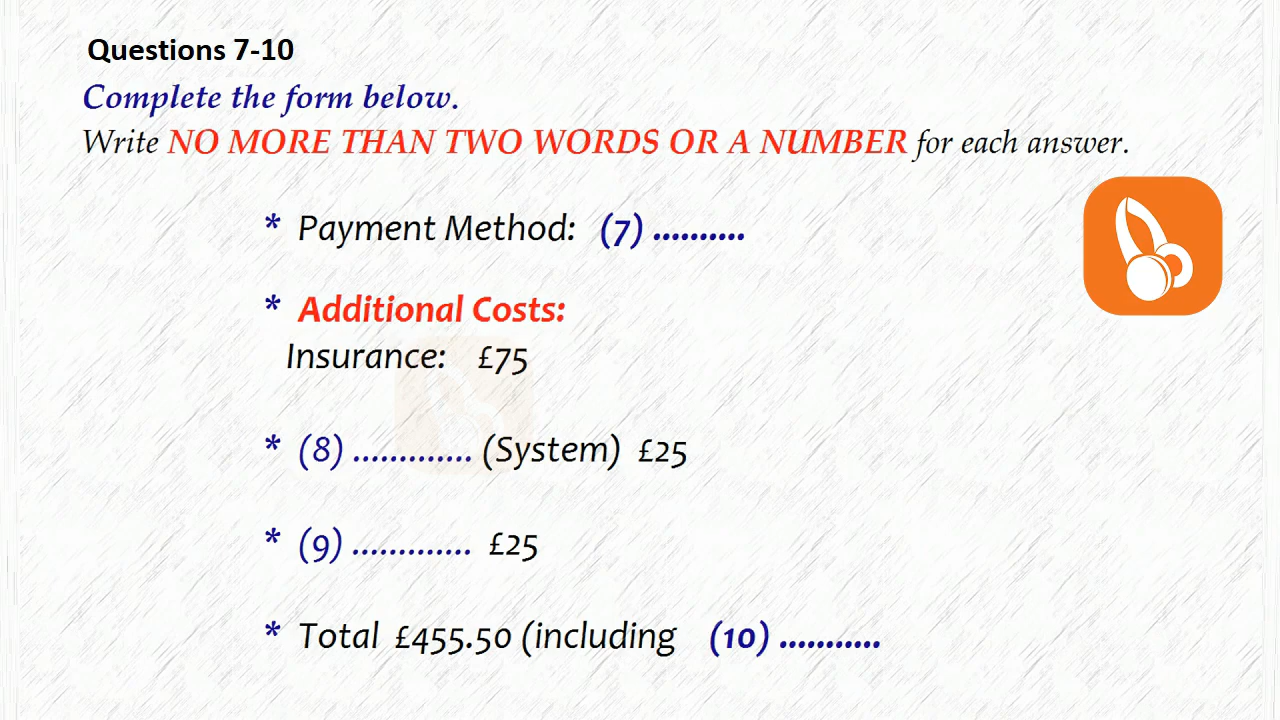 Questions 7-10
Complete the form below.
Write NO MORE THAN TWO WORDS OR A NUMBER for each answer.
* Payment Method: (7) ..........
* Additional Costs:
Insurance: £75
* (8) ............. (System) £25
* (9) ............. £25
* Total £455.50 (including (10) ...........